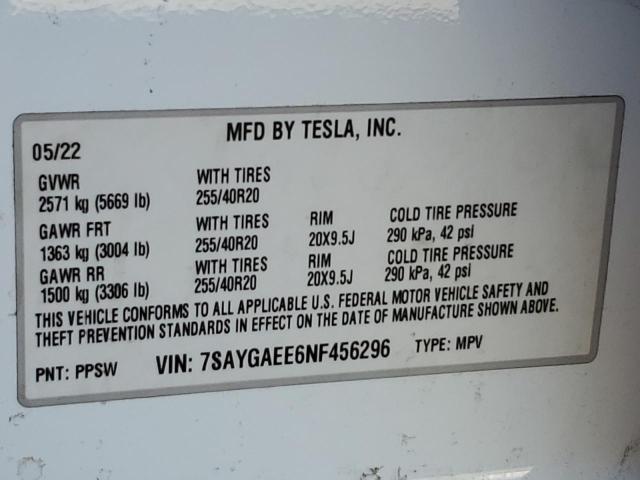 MFD BY TESLA, INC.
05/22
GVWR WITH TIRES
2571 kg (5669 lb) 255/40R20
GAWR FRT WITH TIRES RIM COLD TIRE PRESSURE
1363 kg (3004 lb) 255/40R20 20X9.5J 290 kPa, 42 psi
GAWR RR WITH TIRES RIM COLD TIRE PRESSURE
1500 kg (3306 lb) 255/40R20 20X9.5J 290 kPa, 42 psi
THIS VEHICLE CONFORMS TO ALL APPLICABLE U.S. FEDERAL MOTOR VEHICLE SAFETY AND
THEFT PREVENTION STANDARDS IN EFFECT ON THE DATE OF MANUFACTURE SHOWN ABOVE.
PNT: PPSW VIN: 7SAYGAEE6NF456296 TYPE: MPV